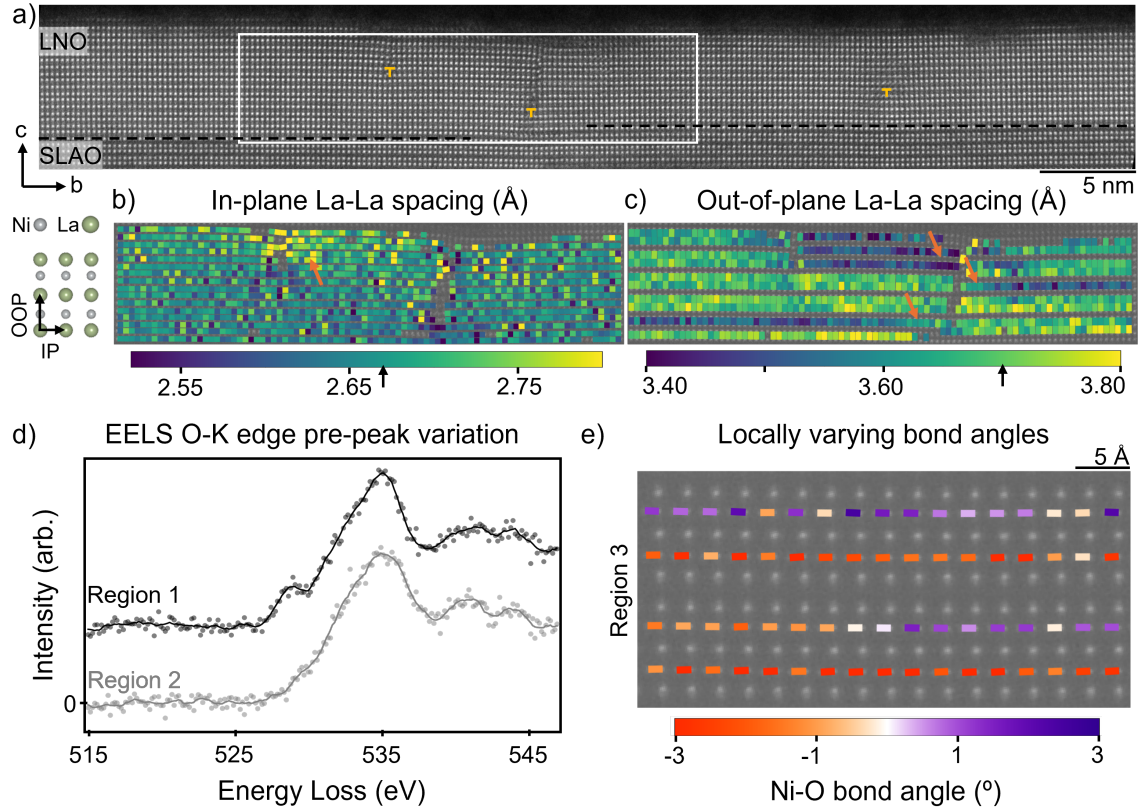 a)
LNO
SLAO
c
b
5 nm
b) In-plane La-La spacing (Å)
c) Out-of-plane La-La spacing (Å)
Ni La
OOP
IP
2.55 2.65 2.75
3.40 3.60 3.80
d) EELS O-K edge pre-peak variation
Intensity (arb.)
Region 1
Region 2
0
515 525 535 545
Energy Loss (eV)
e) Locally varying bond angles
5 Å
Region 3
-3 -1 1 3
Ni-O bond angle (º)